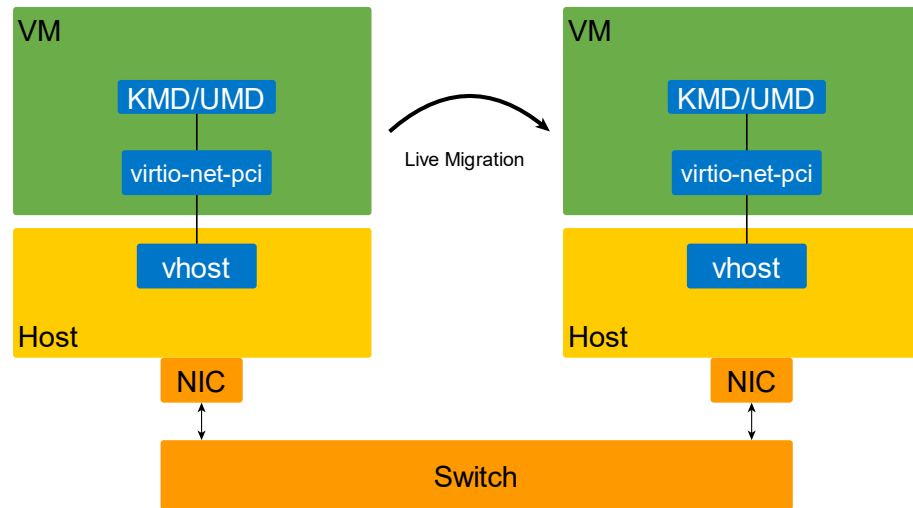 VM
KMD/UMD
virtio-net-pci
vhost
Host
NIC
Live Migration
VM
KMD/UMD
virtio-net-pci
vhost
Host
NIC
Switch